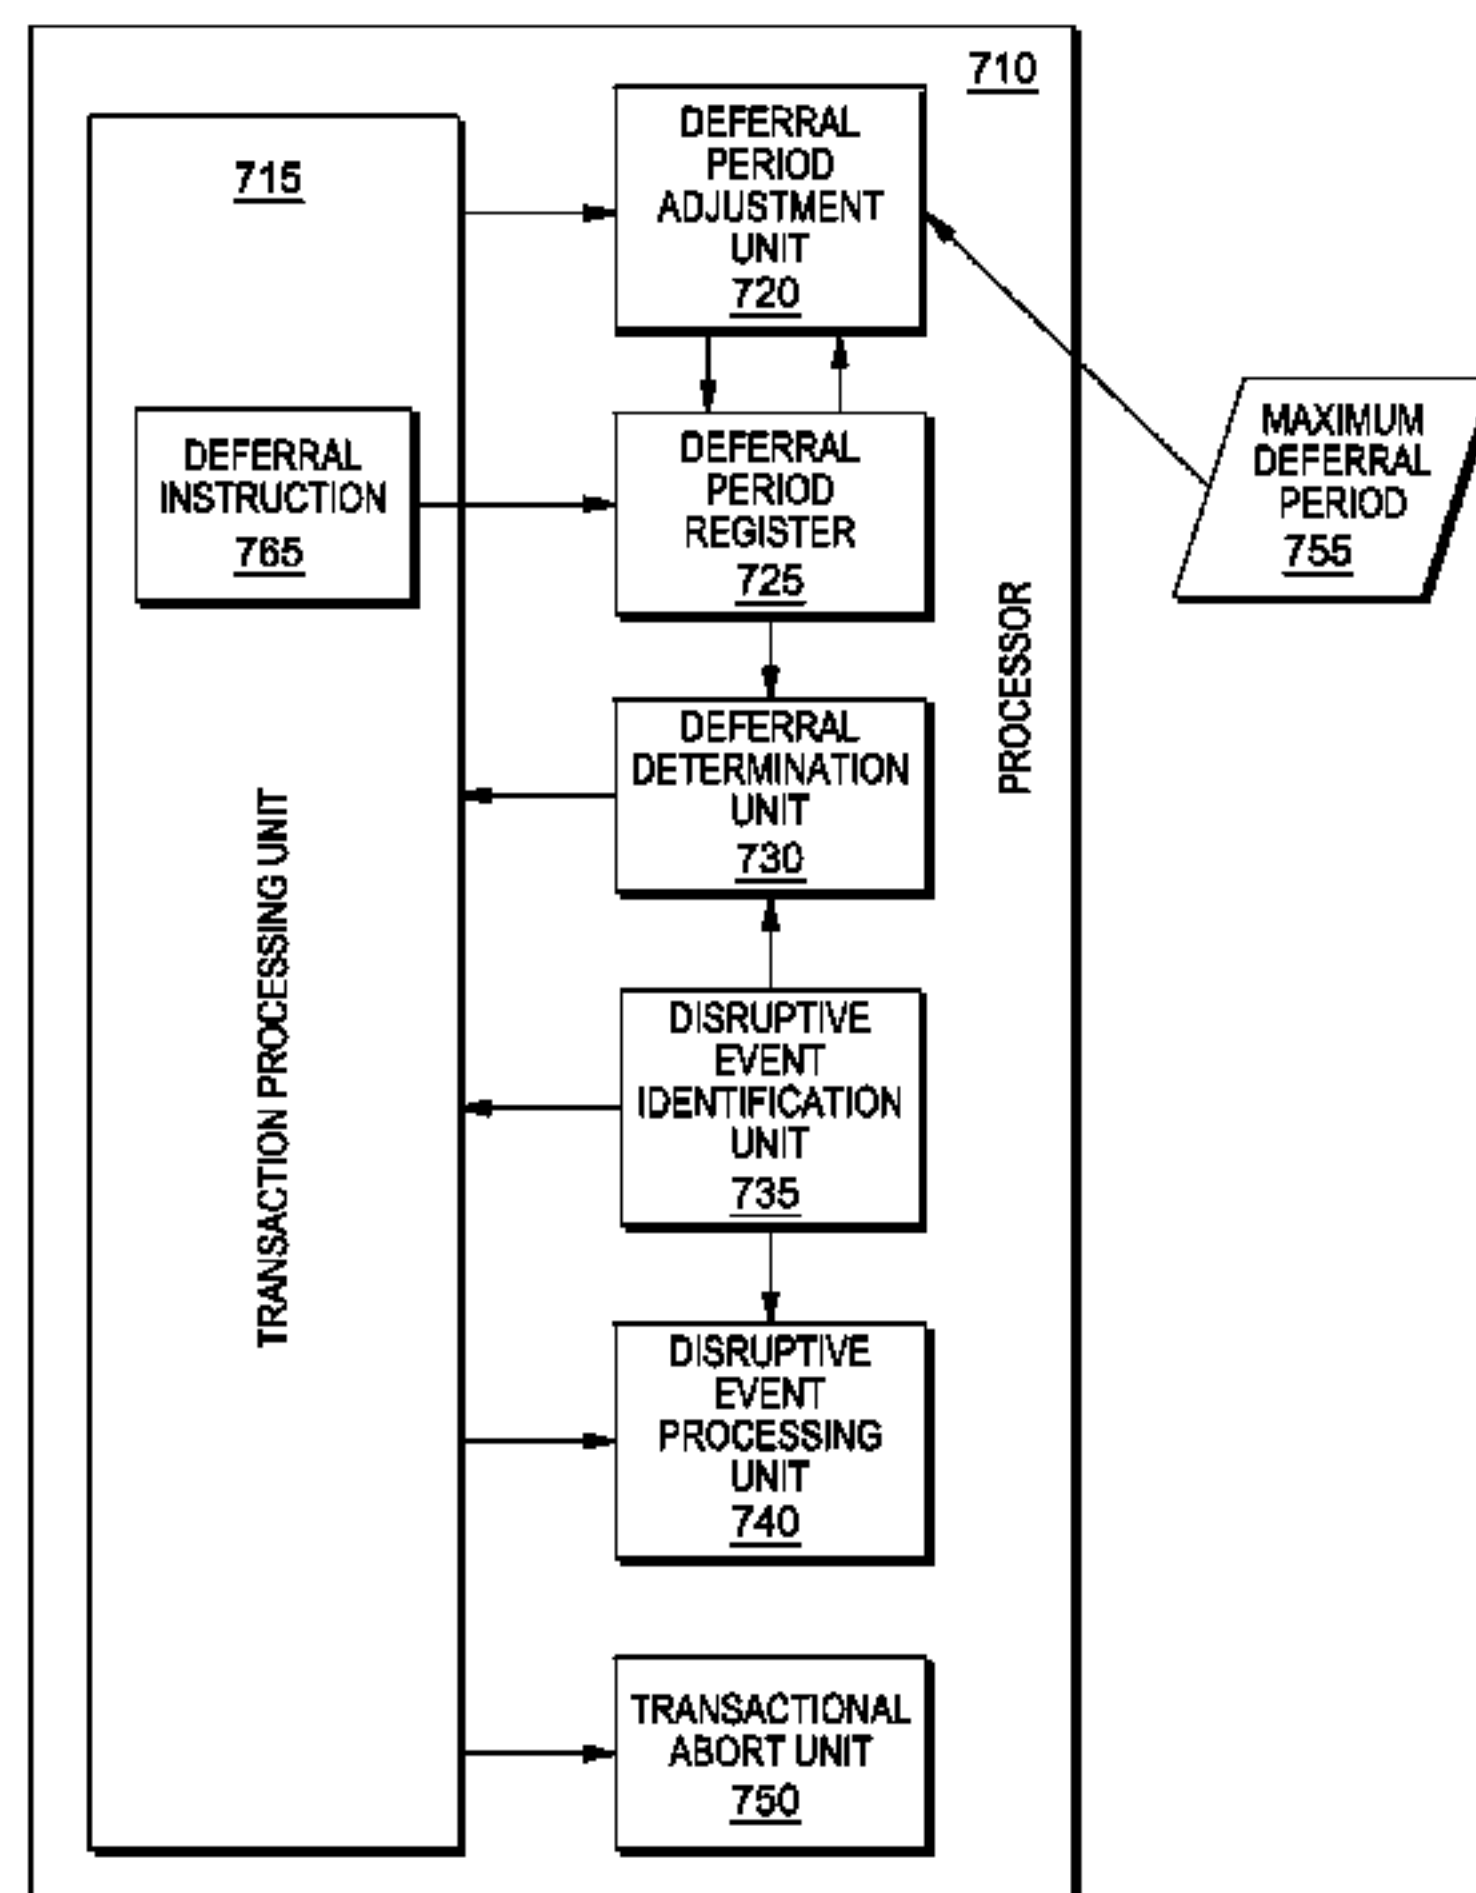 710
715
DEFERRAL
PERIOD
ADJUSTMENT
UNIT
720
DEFERRAL
INSTRUCTION
765
DEFERRAL
PERIOD
REGISTER
725
MAXIMUM
DEFERRAL
PERIOD
755
PROCESSOR
DEFERRAL
DETERMINATION
UNIT
730
TRANSACTION PROCESSING UNIT
DISRUPTIVE
EVENT
IDENTIFICATION
UNIT
735
DISRUPTIVE
EVENT
PROCESSING
UNIT
740
TRANSACTIONAL
ABORT UNIT
750